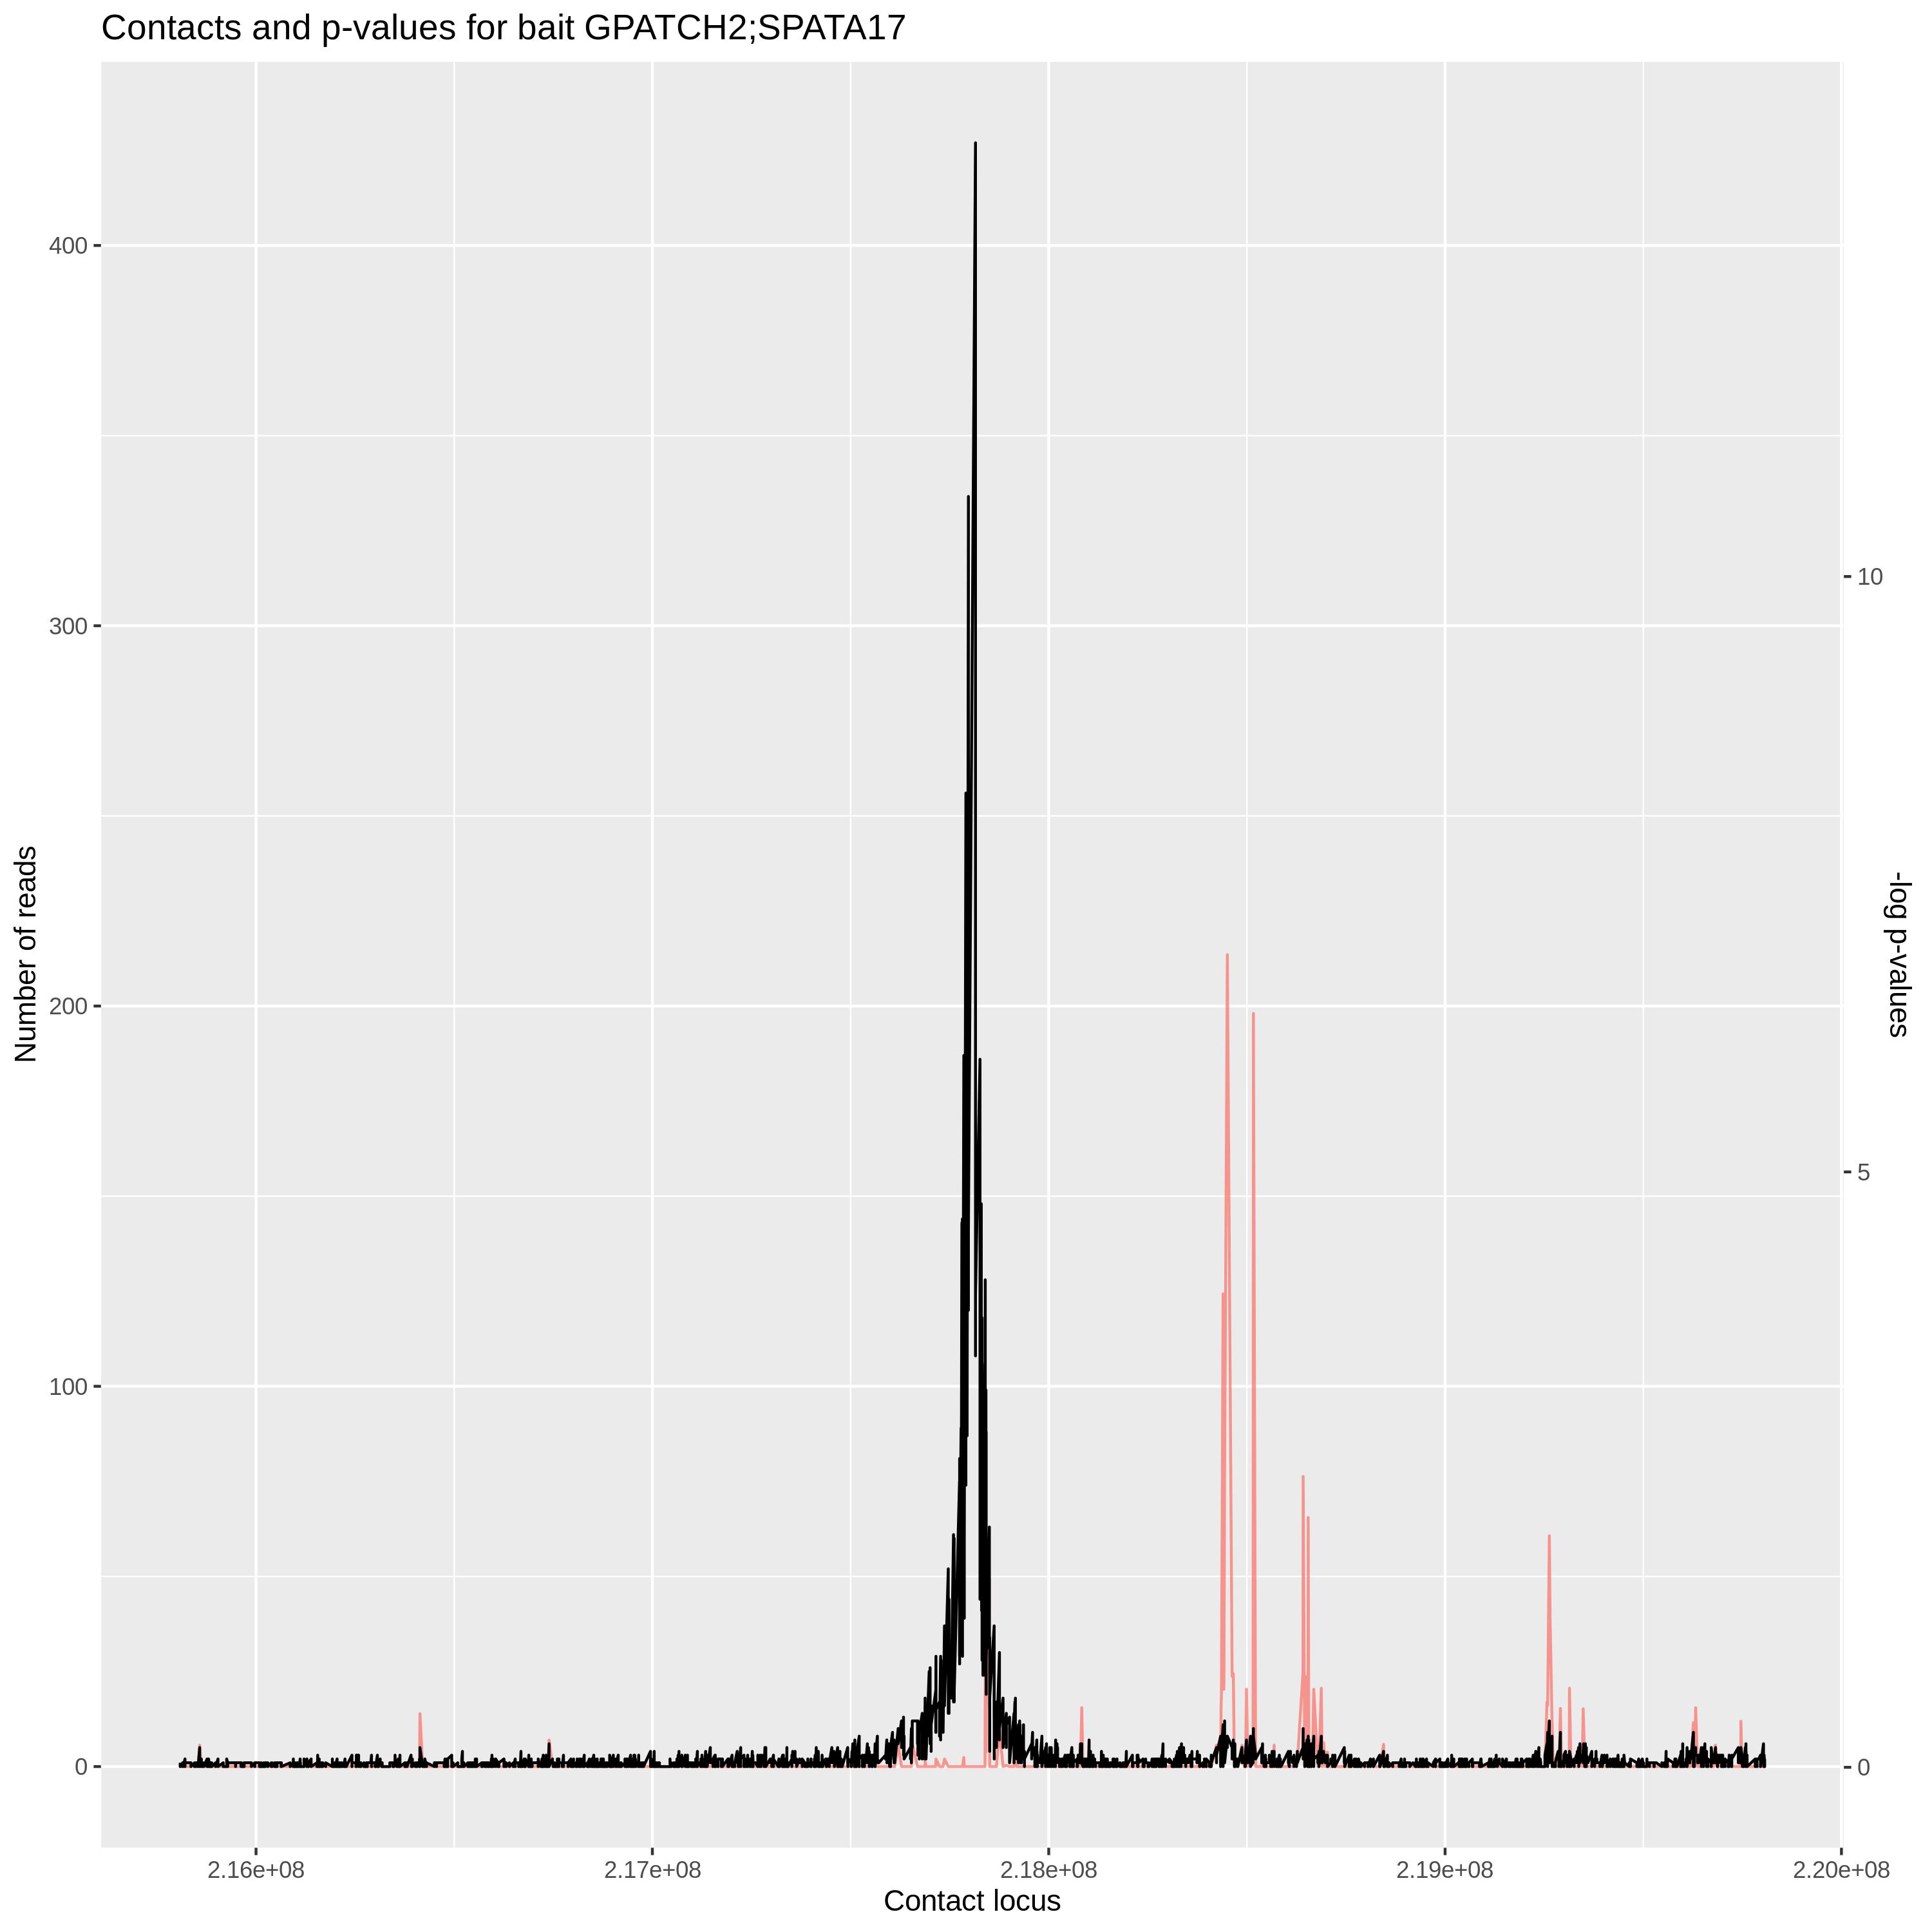 Contacts and p-values for bait GPATCH2;SPATA17
Number of reads
400
300
200
100
0
10
5
0
-log p-values
2.16e+08
2.17e+08
2.18e+08
2.19e+08
2.20e+08
Contact locus